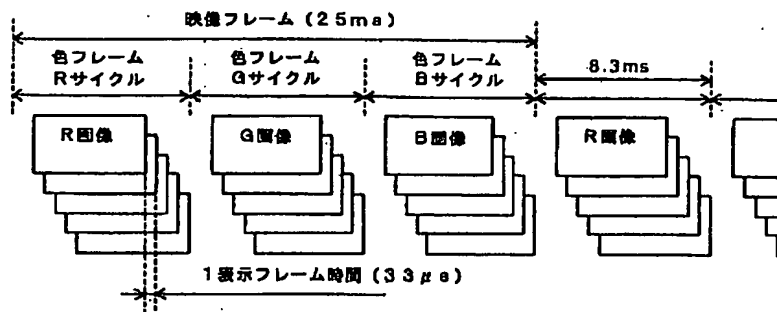 映像フレーム（２５ｍｓ）
色フレーム
Ｒサイクル
色フレーム
Ｇサイクル
色フレーム
Ｂサイクル
8.3ms
Ｒ画像
Ｇ画像
Ｂ画像
Ｒ画像
１表示フレーム時間（３３μｓ）